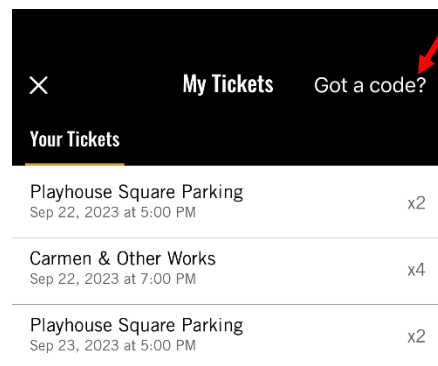 My Tickets Got a code?
Your Tickets
Playhouse Square Parking
Sep 22, 2023 at 5:00 PM
x2
Carmen & Other Works
Sep 22, 2023 at 7:00 PM
x4
Playhouse Square Parking
Sep 23, 2023 at 5:00 PM
x2